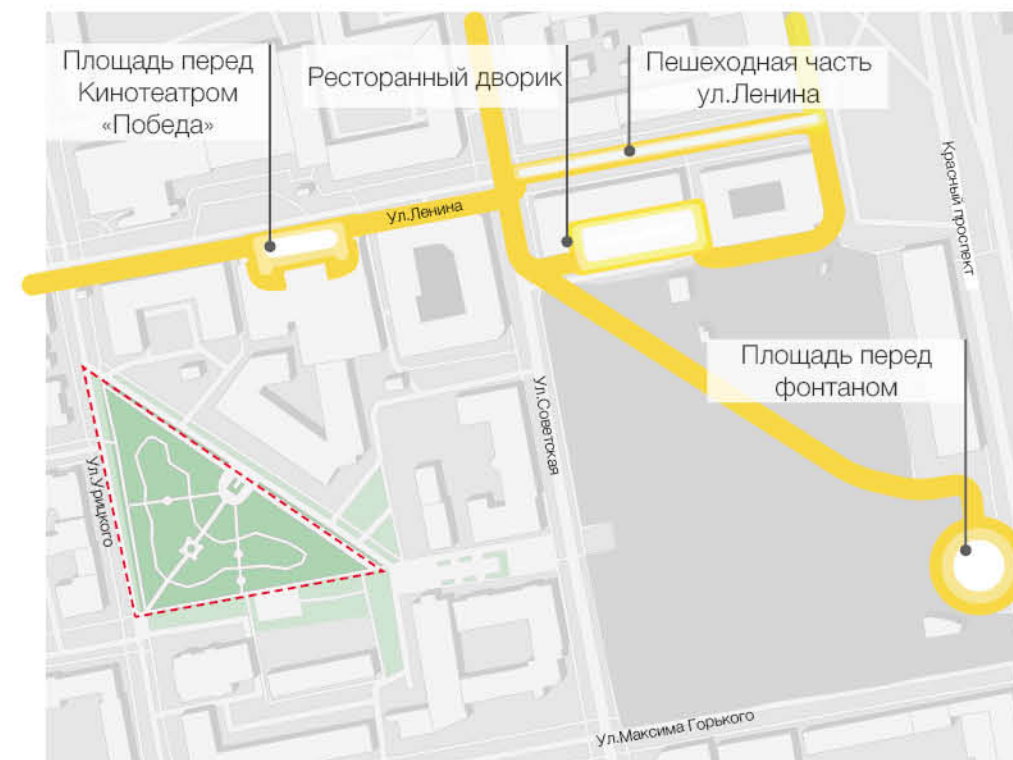 Площадь перед
Кинотеатром
«Победа»
Ресторанный дворик
Пешеходная часть
ул.Ленина
Ул.Ленина
Красный проспект
Площадь перед
фонтаном
Ул.Советская
Ул.Урицкого
Ул.Максима Горького